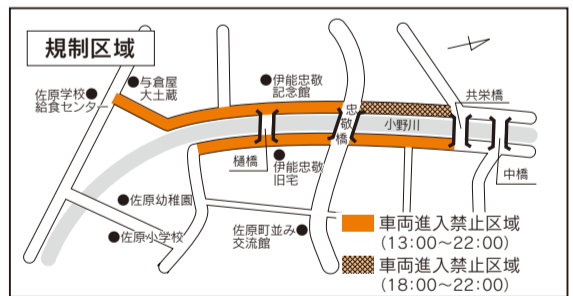 規制区域
佐原学校
給食センター
与倉屋
大土蔵
伊能忠敬
記念館
忠敬橋
小野川
共栄橋
樋橋
伊能忠敬
旧宅
中橋
佐原幼稚園
佐原小学校
佐原町並み
交流館
車両進入禁止区域
(13:00～22:00)
車両進入禁止区域
(18:00～22:00)